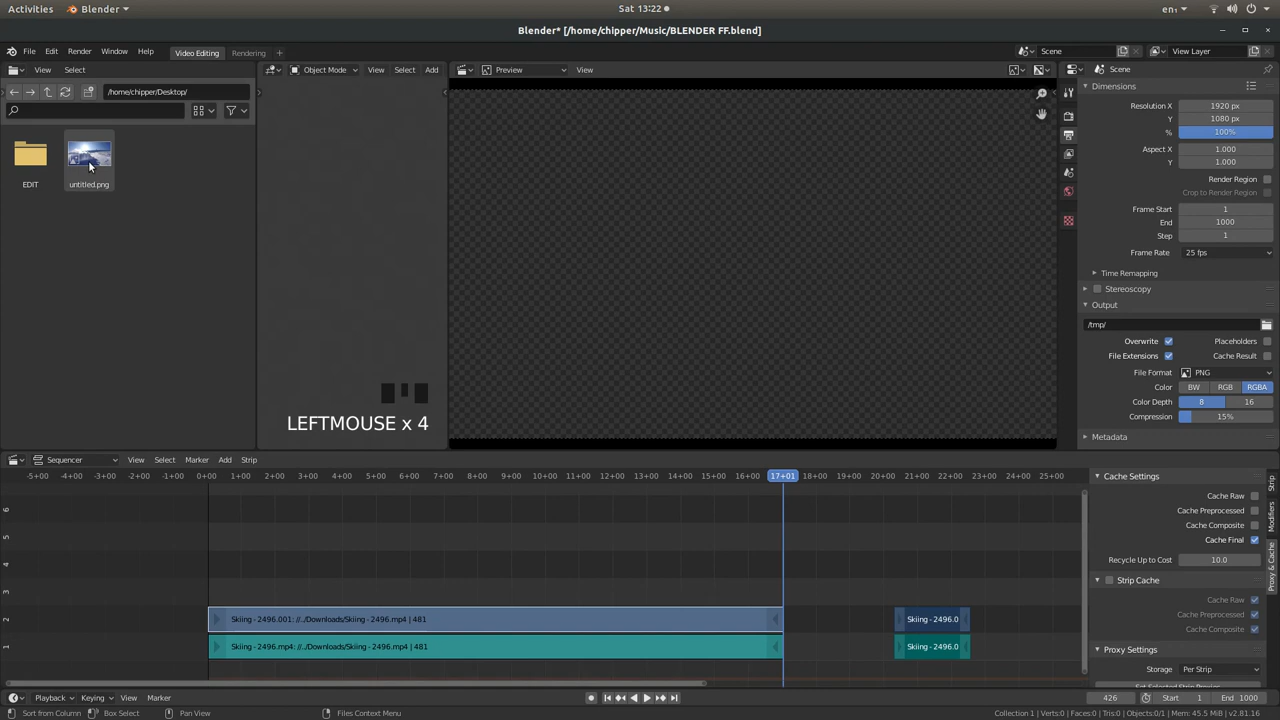 Activities Blender Sat 13:22 en₁
Blender* [/home/chipper/Music/BLENDER FF.blend]
File Edit Render Window Help Video Editing Rendering + Scene View Layer
View Select Object Mode View Select Add Preview View Scene
/home/chipper/Desktop/
EDIT
untitled.png
LEFTMOUSE x 4
Dimensions
Resolution X 1920 px
Y 1080 px
% 100%
Aspect X 1.000
Y 1.000
Render Region
Crop to Render Region
Frame Start 1
End 1000
Step 1
Frame Rate 25 fps
Time Remapping
Stereoscopy
Output
/tmp/
Overwrite Placeholders
File Extensions Cache Result
File Format PNG
Color BW RGB RGBA
Color Depth 8 16
Compression 15%
Metadata
Sequencer View Select Marker Add Strip
-5+00 -4+00 -3+00 -2+00 -1+00 0+00 1+00 2+00 3+00 4+00 5+00 6+00 7+00 8+00 9+00 10+00 11+00 12+00 13+00 14+00 15+00 16+00 17+01 18+00 19+00 20+00 21+00 22+00 23+00 24+00 25+00
6
5
4
3
2 Skiing - 2496.001: //../Downloads/Skiing - 2496.mp4 | 481 Skiing - 2496.0
1 Skiing - 2496.mp4: //../Downloads/Skiing - 2496.mp4 | 481 Skiing - 2496.0
Cache Settings
Cache Raw
Cache Preprocessed
Cache Composite
Cache Final
Recycle Up to Cost 10.0
Strip Cache
Cache Raw
Cache Preprocessed
Cache Composite
Proxy Settings
Storage Per Strip
Set Selected Strip Proxies
Strip
Modifiers
Proxy & Cache
Playback Keying View Marker 426 Start 1 End 1000
Sort from Column Box Select Pan View Files Context Menu Collection 1 | Verts:0 | Faces:0 | Tris:0 | Objects:0/1 | Mem: 45.5 MiB | v2.81.16